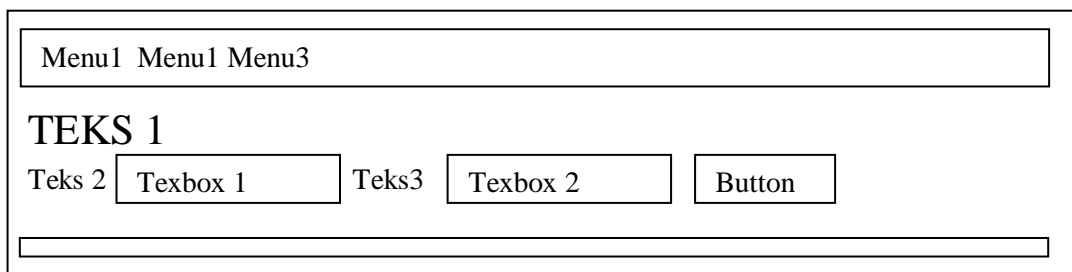 Menu1 Menu1 Menu3
TEKS 1
Teks 2 Texbox 1 Teks3 Texbox 2 Button